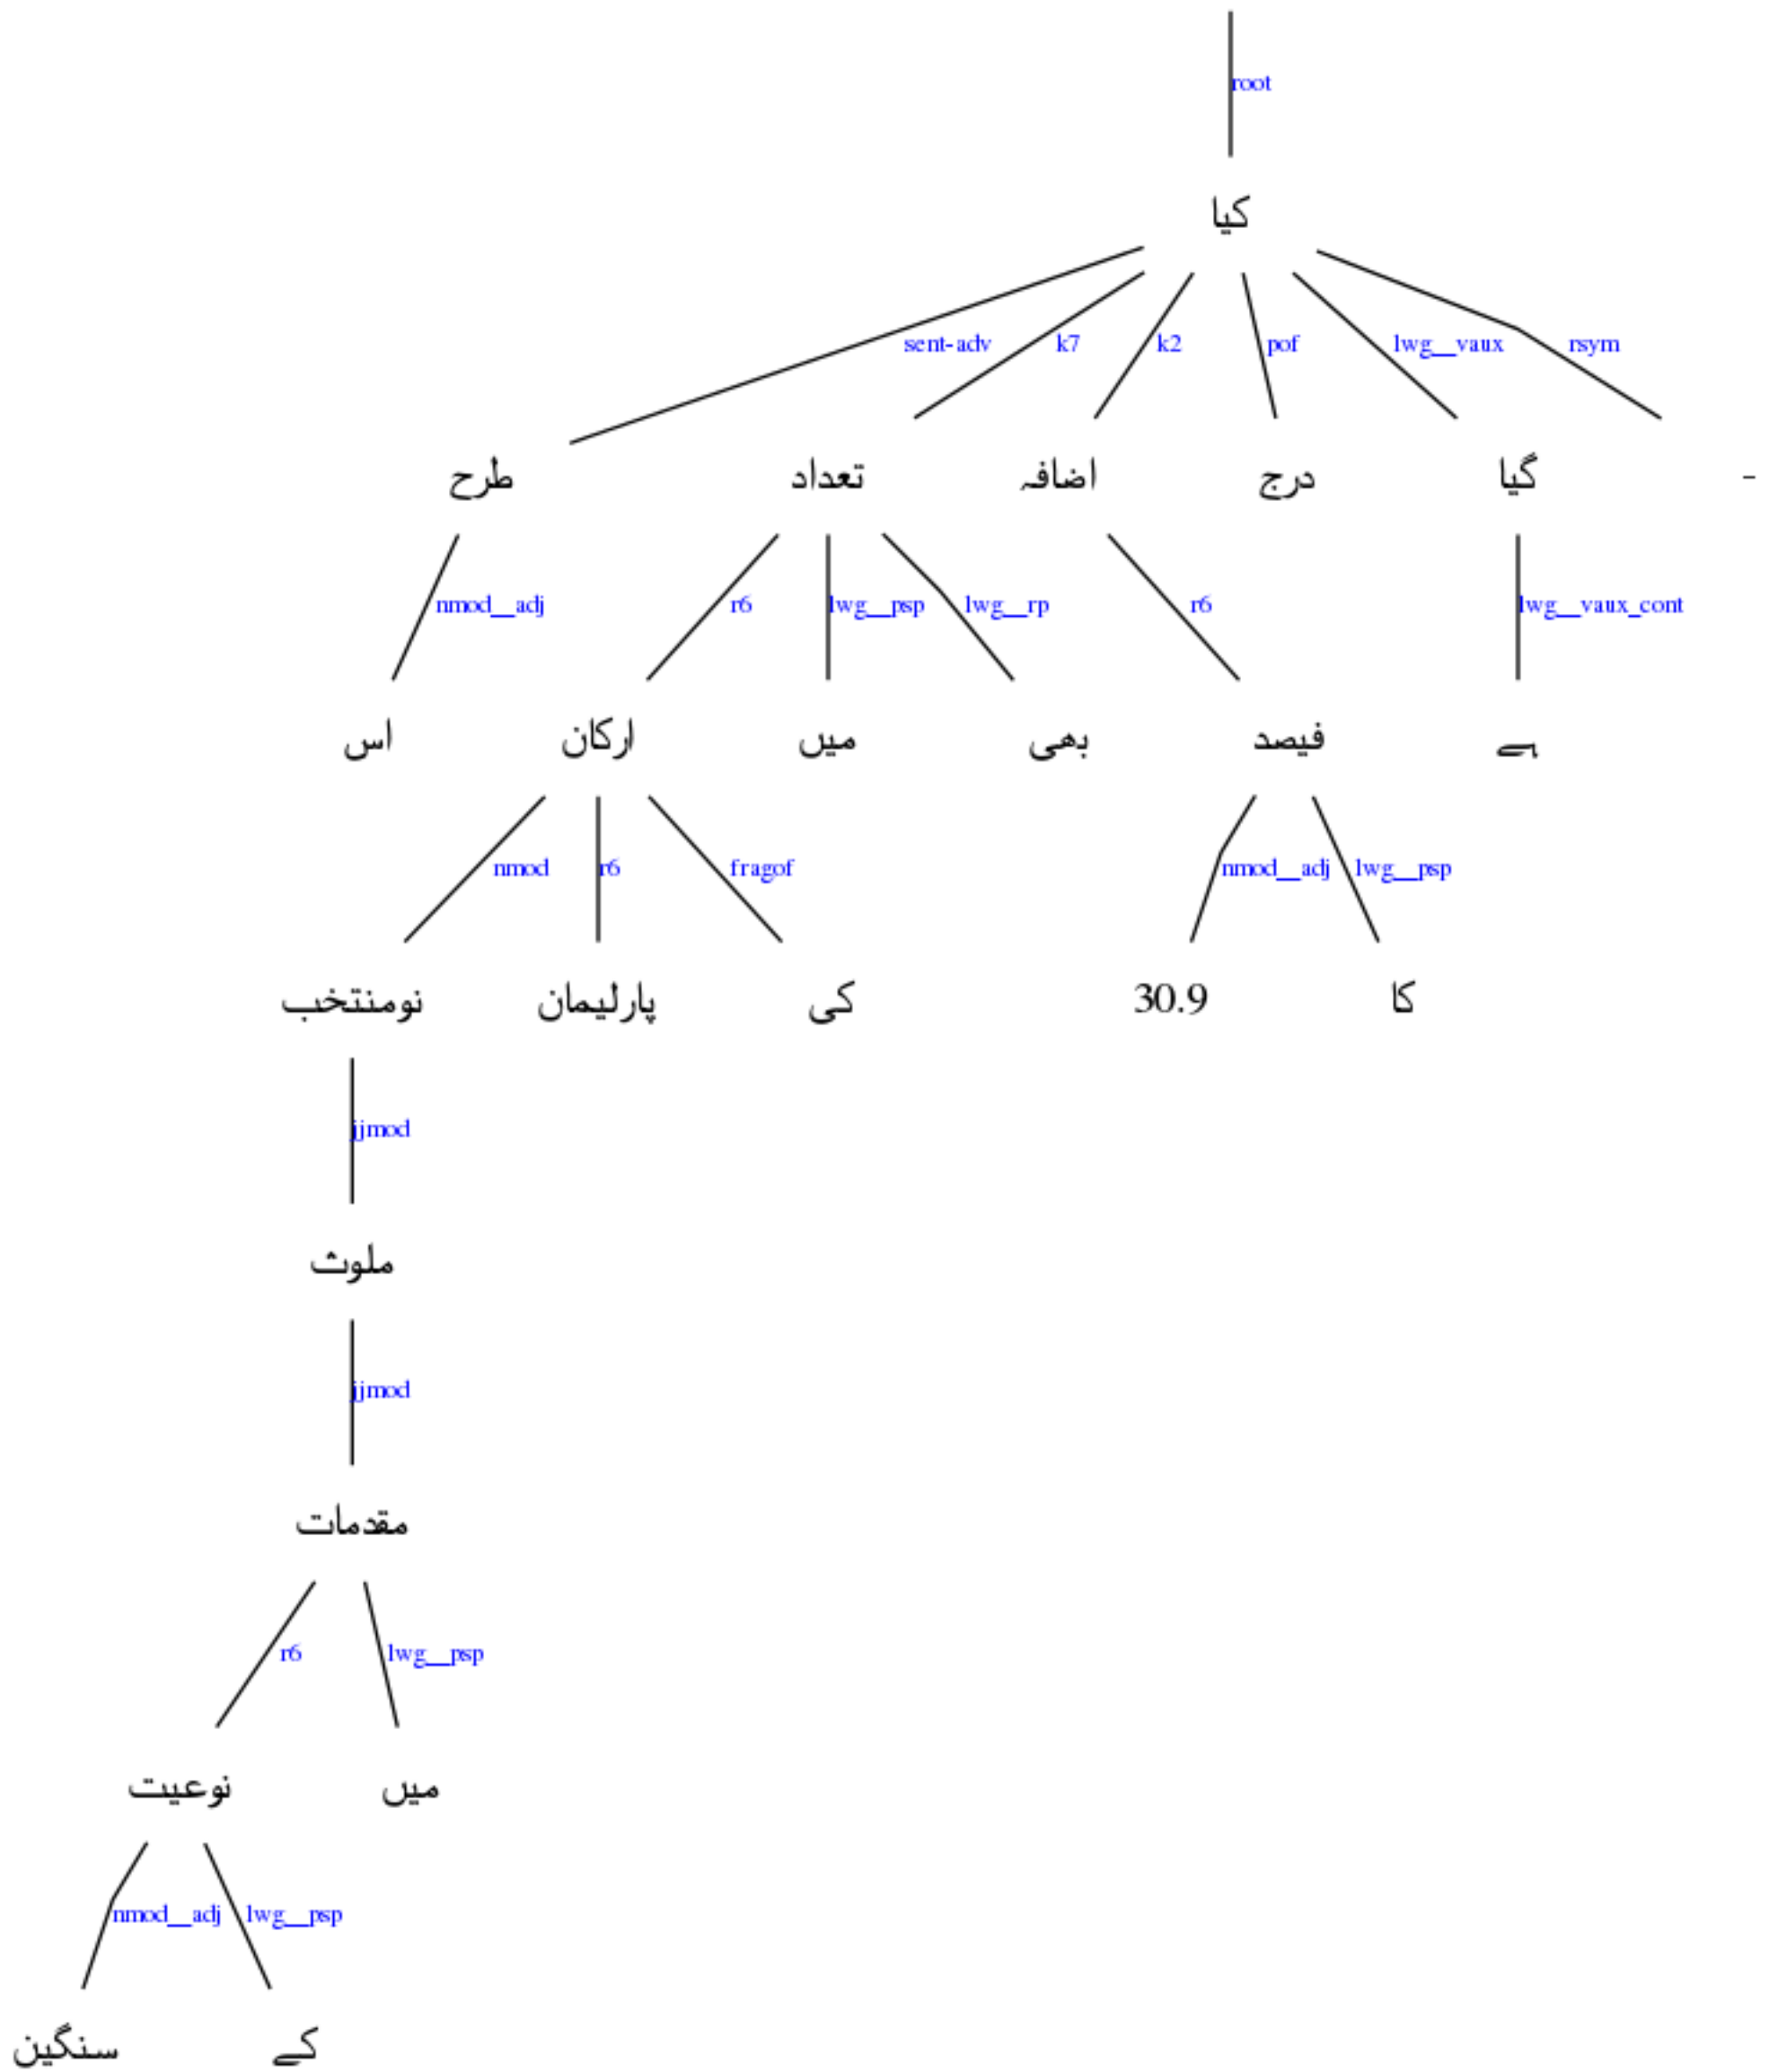 root
کیا
sent-adv k7 k2 pof lwg__vaux rsym
طرح تعداد اضافہ درج گیا -
nmod__adj r6 lwg__psp lwg__rp r6 lwg__vaux_cont
اس ارکان میں بھی فیصد ہے
nmod r6 fragof nmod__adj lwg__psp
نومنتخب پارلیمان کی 30.9 کا
jjmod
ملوث
jjmod
مقدمات
r6 lwg__psp
نوعیت میں
nmod__adj lwg__psp
سنگین کے